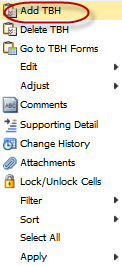 Add TBH
Delete TBH
Go to TBH Forms
Edit
Adjust
Comments
Supporting Detail
Change History
Attachments
Lock/Unlock Cells
Filter
Sort
Select All
Apply